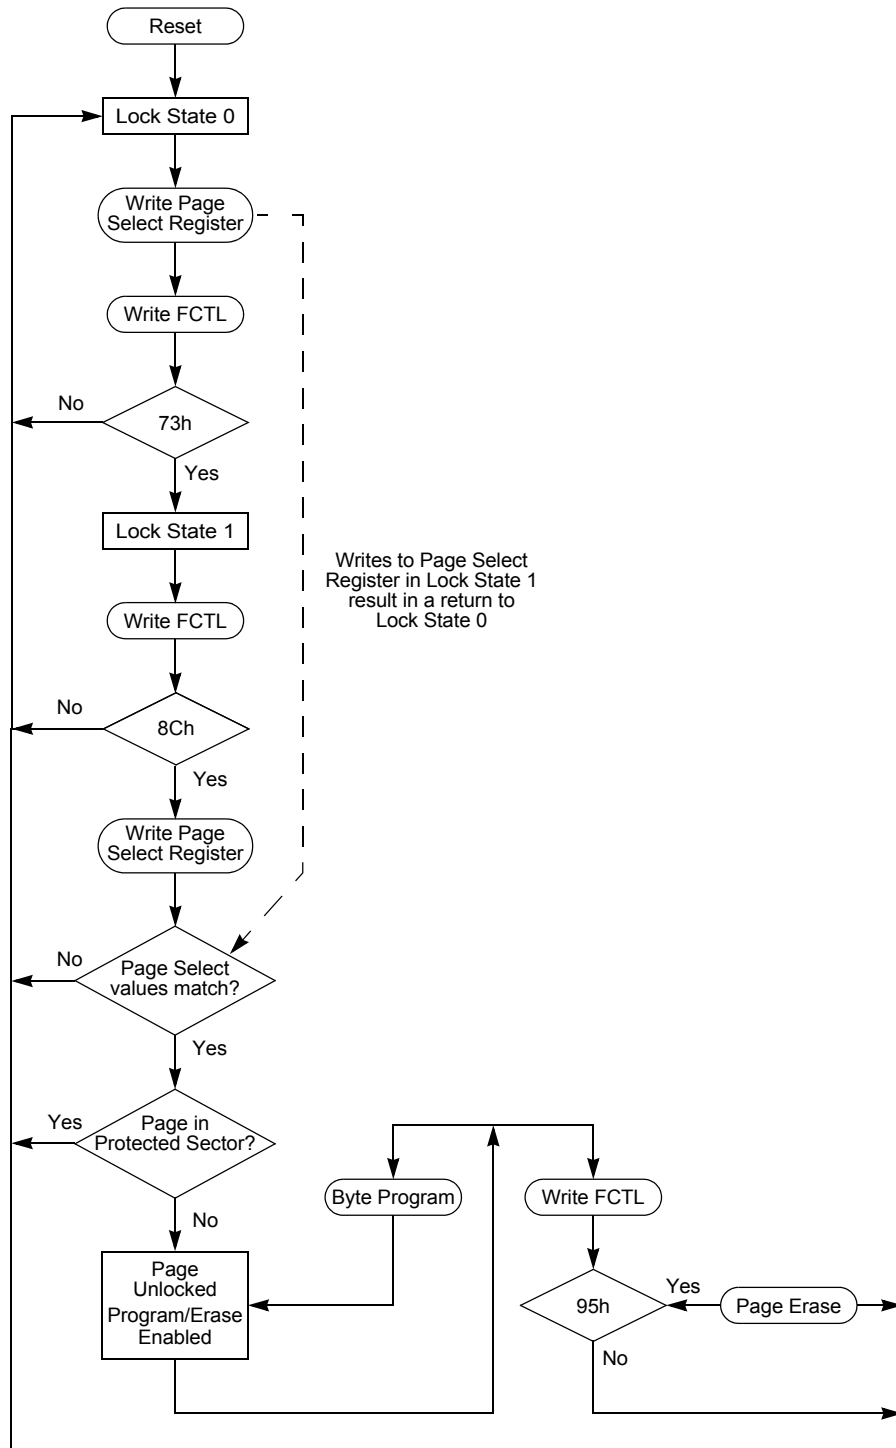 Reset
Lock State 0
Write Page
Select Register
Write FCTL
No
73h
Yes
Lock State 1
Writes to Page Select
Register in Lock State 1
result in a return to
Lock State 0
Write FCTL
No
8Ch
Yes
Write Page
Select Register
No
Page Select
values match?
Yes
Yes
Page in
Protected Sector?
No
Byte Program
Write FCTL
Page
Unlocked
Program/Erase
Enabled
95h
Yes
Page Erase
No